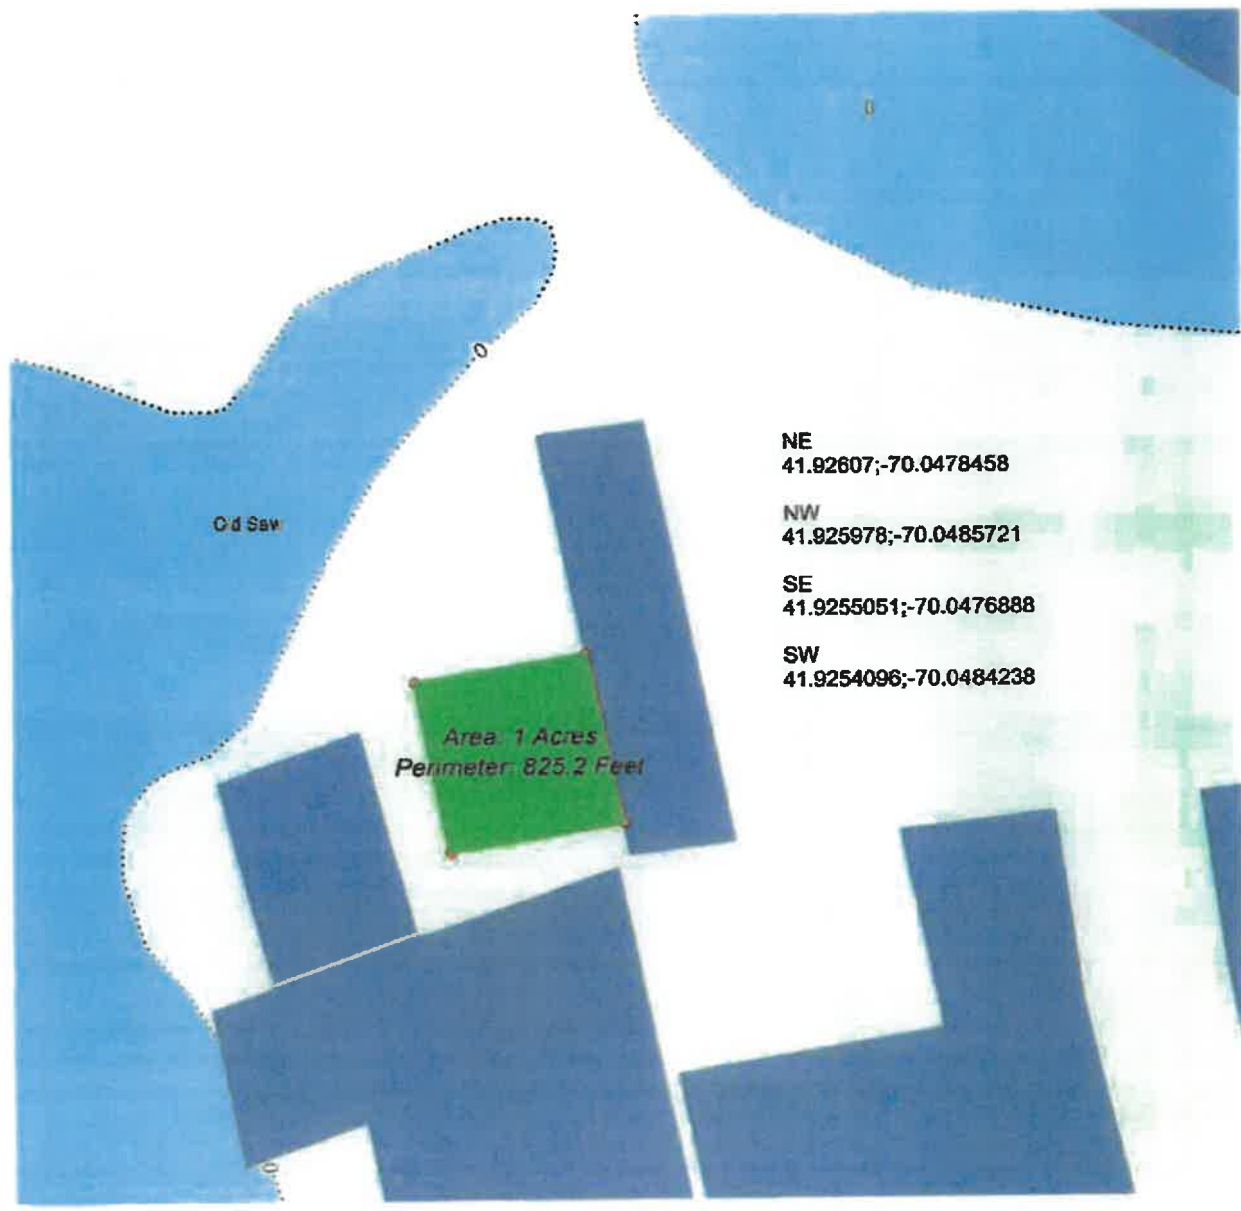 0
0
NE
41.92607;-70.0478458
NW
41.925978;-70.0485721
Old Saw
SE
41.9255051;-70.0476888
SW
41.9254096;-70.0484238
Area: 1 Acres
Perimeter: 825.2 Feet
0